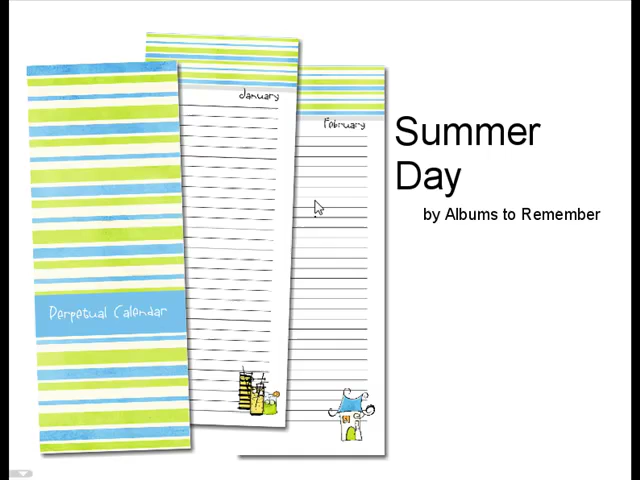 January
February
Summer
Day
by Albums to Remember
Perpetual Calendar